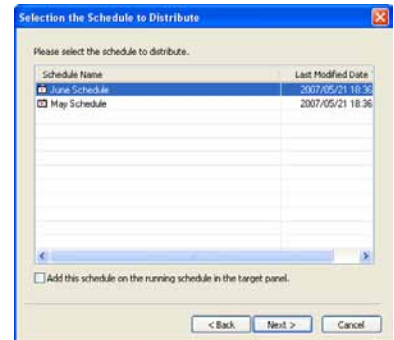 Selection the Schedule to Distribute
Please select the schedule to distribute.
Schedule Name Last Modified Date
June Schedule 2007/05/21 18:36
May Schedule 2007/05/21 18:36
Add this schedule on the running schedule in the target panel.
< Back Next > Cancel